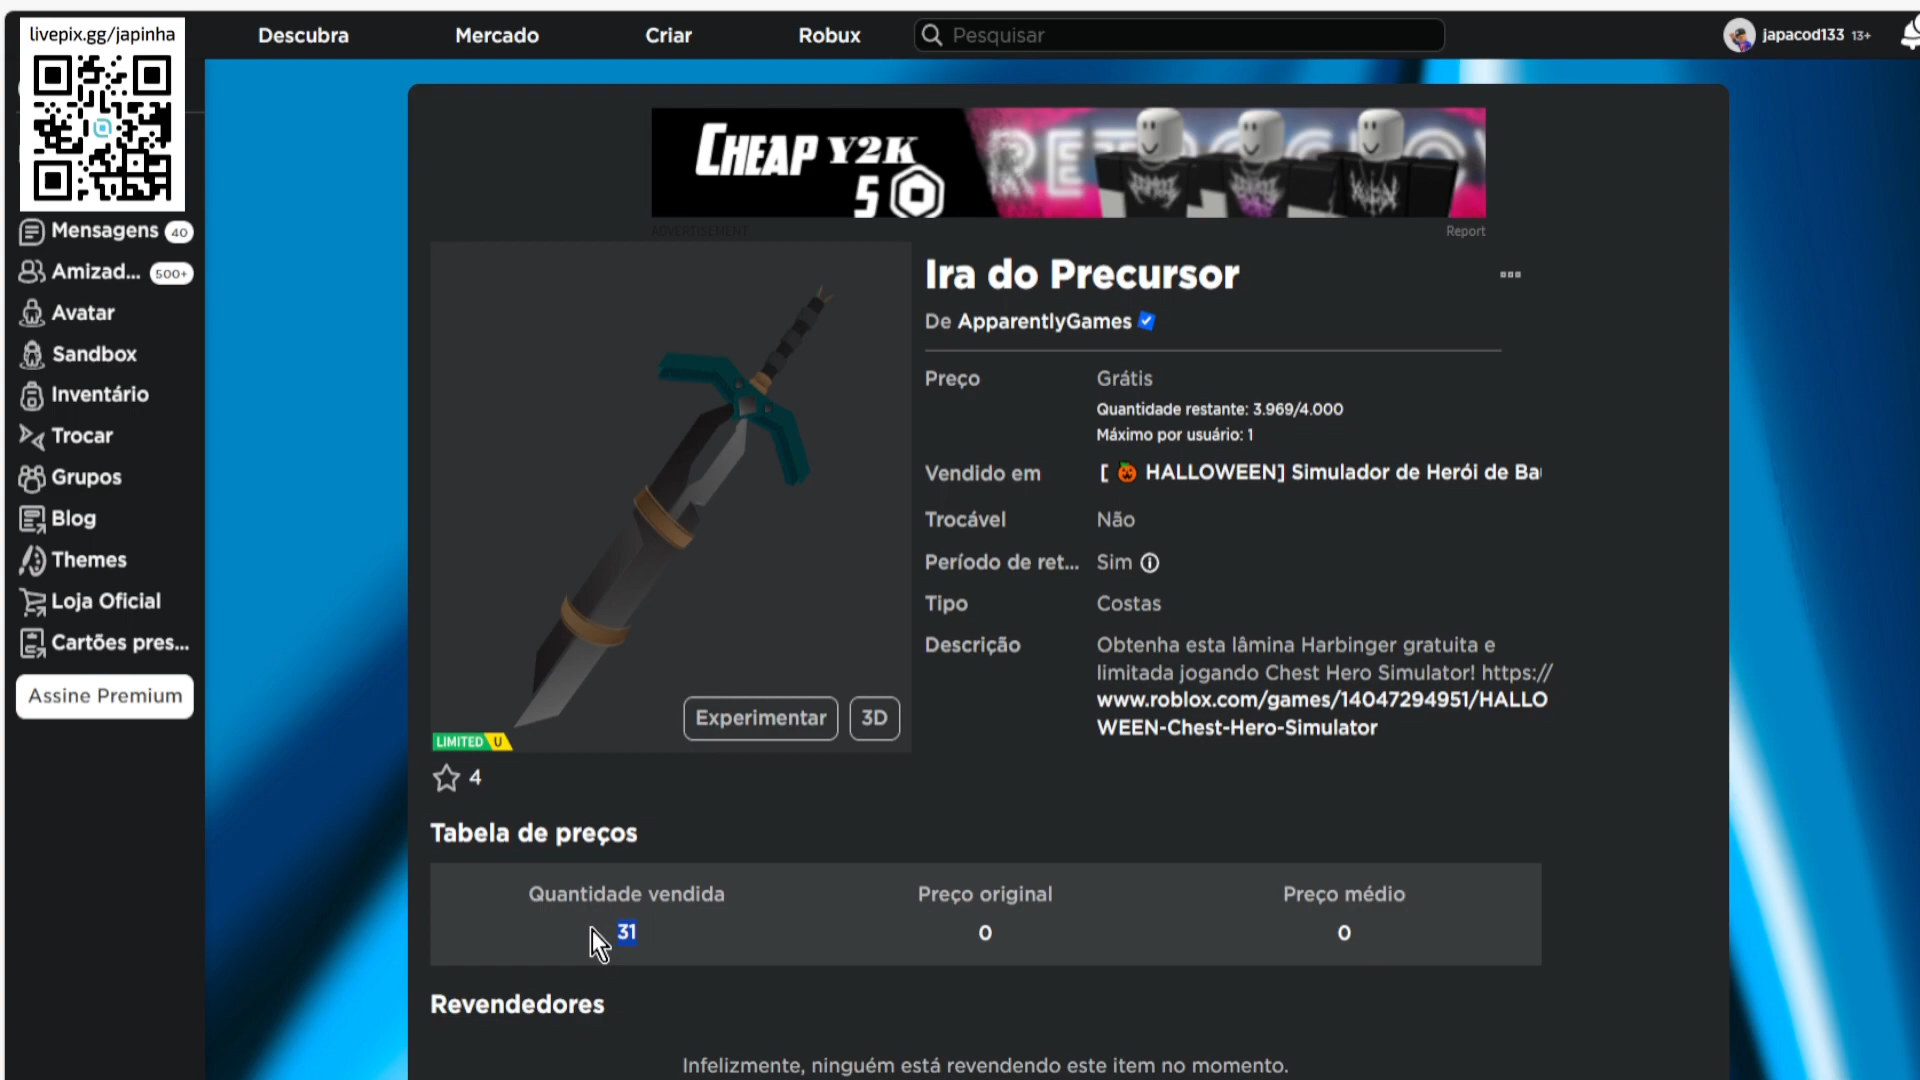 livepix.gg/japinha
Descubra
Mercado
Criar
Robux
Pesquisar
japacod133 13+
CHEAP Y2K
5
ADVERTISEMENT
Report
Mensagens 40
Amizad... 500+
Avatar
Sandbox
Inventário
Trocar
Grupos
Blog
Themes
Loja Oficial
Cartões pres...
Assine Premium
Ira do Precursor
De ApparentlyGames
Preço
Grátis
Quantidade restante: 3.969/4.000
Máximo por usuário: 1
Vendido em
[ 🎃 HALLOWEEN] Simulador de Herói de Ba
Trocável
Não
Período de ret...
Sim
Tipo
Costas
Descrição
Obtenha esta lâmina Harbinger gratuita e
limitada jogando Chest Hero Simulator! https://
www.roblox.com/games/14047294951/HALLO
WEEN-Chest-Hero-Simulator
Experimentar
3D
LIMITED U
4
Tabela de preços
Quantidade vendida
31
Preço original
0
Preço médio
0
Revendedores
Infelizmente, ninguém está revendendo este item no momento.